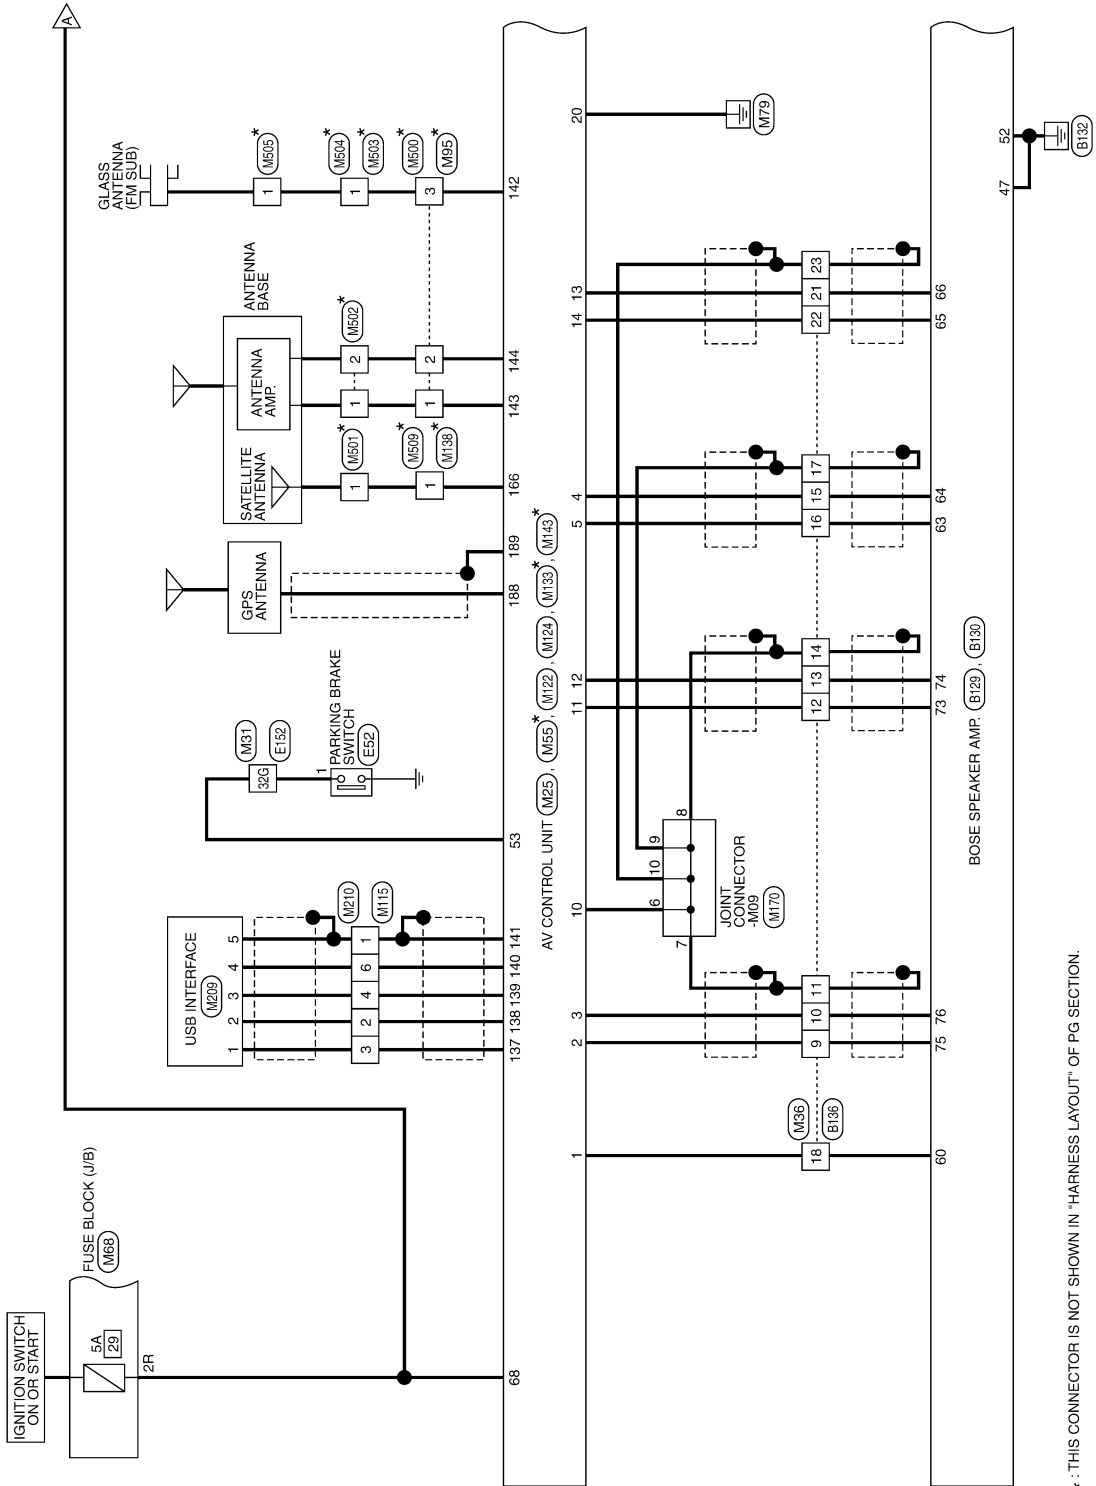 IGNITION SWITCH
ON OR START
FUSE BLOCK (J/B)
M68
5A
29
2R
68
A
USB INTERFACE
M209
1
2
3
4
5
M210
M115
3
2
4
6
1
137
138
139
140
141
53
M31
E152
32G
1
PARKING BRAKE
SWITCH
E52
GPS
ANTENNA
188
189
SATELLITE
ANTENNA
ANTENNA
AMP.
ANTENNA
BASE
M501
*
1
M509
*
M138
*
1
166
M502
*
1
2
1
2
143
144
GLASS
ANTENNA
(FM SUB)
M505
*
1
M504
*
M503
*
1
M500
*
M95
*
3
142
AV CONTROL UNIT M25 , M55 * , M122 , M124 , M133 * , M143 *
1
2
3
10
11
12
5
4
14
13
20
M79
JOINT
CONNECTOR
-M09
M170
7
6
10
9
8
M36
B136
18
9
10
11
12
13
14
16
15
17
22
21
23
60
75
76
73
74
63
64
65
66
47
52
B132
BOSE SPEAKER AMP. B129 , B130
* : THIS CONNECTOR IS NOT SHOWN IN "HARNESS LAYOUT" OF PG SECTION.